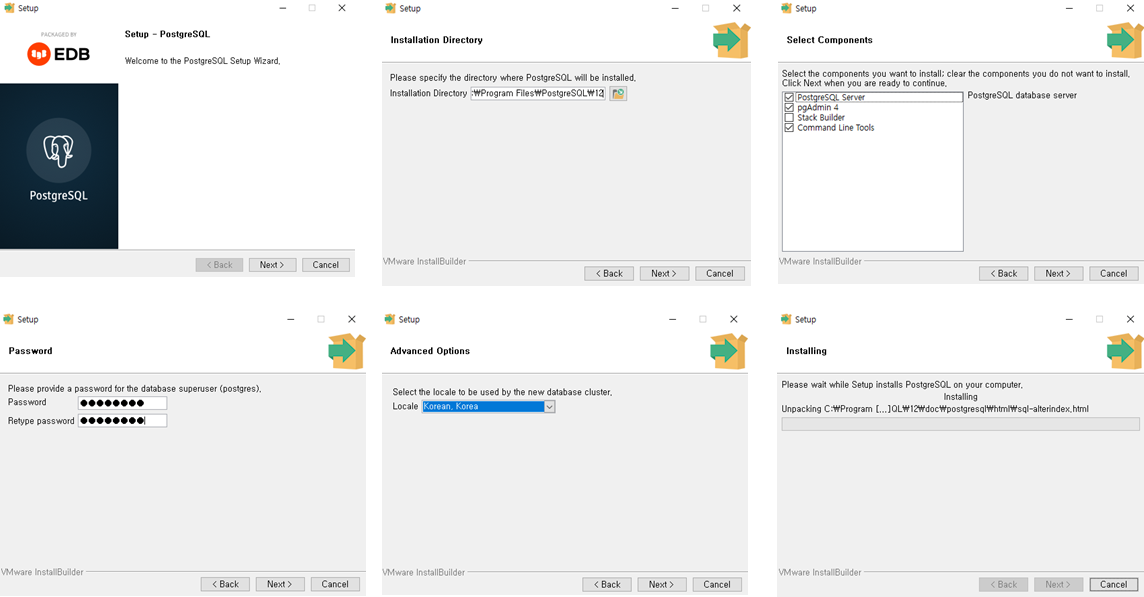 Setup
PACKAGED BY
EDB
PostgreSQL
Setup - PostgreSQL
Welcome to the PostgreSQL Setup Wizard.
< Back
Next >
Cancel
Setup
Installation Directory
Please specify the directory where PostgreSQL will be installed.
Installation Directory :₩Program Files₩PostgreSQL₩12
VMware InstallBuilder
< Back
Next >
Cancel
Setup
Select Components
Select the components you want to install; clear the components you do not want to install.
Click Next when you are ready to continue.
PostgreSQL Server
pgAdmin 4
Stack Builder
Command Line Tools
PostgreSQL database server
VMware InstallBuilder
< Back
Next >
Cancel
Setup
Password
Please provide a password for the database superuser (postgres).
Password
Retype password
VMware InstallBuilder
< Back
Next >
Cancel
Setup
Advanced Options
Select the locale to be used by the new database cluster.
Locale Korean, Korea
VMware InstallBuilder
< Back
Next >
Cancel
Setup
Installing
Please wait while Setup installs PostgreSQL on your computer.
Installing
Unpacking C:₩Program [...]QL₩12₩doc₩postgresql₩html₩sql-alterindex.html
VMware InstallBuilder
< Back
Next >
Cancel